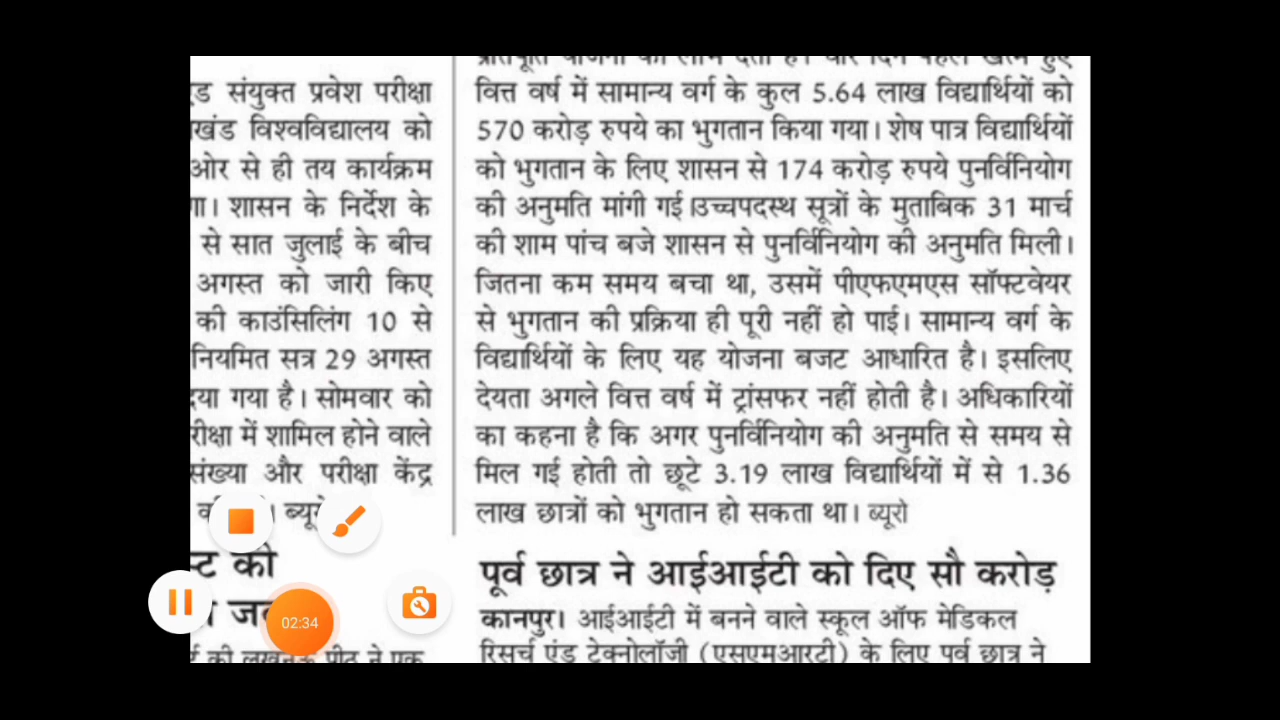 संयुक्त प्रवेश परीक्षा
विश्वविद्यालय को
ओर से ही तय कार्यक्रम
शासन के निर्देश के
से सात जुलाई के बीच
अगस्त को जारी किए
की काउंसिलिंग 10 से
नियमित सत्र 29 अगस्त
गया है। सोमवार को
में शामिल होने वाले
संख्या और परीक्षा केंद्र
को
वित्त वर्ष में सामान्य वर्ग के कुल 5.64 लाख विद्यार्थियों को
570 करोड़ रुपये का भुगतान किया गया। शेष पात्र विद्यार्थियों
को भुगतान के लिए शासन से 174 करोड़ रुपये पुनर्विनियोग
की अनुमति मांगी गई।उच्चपदस्थ सूत्रों के मुताबिक 31 मार्च
की शाम पांच बजे शासन से पुनर्विनियोग की अनुमति मिली।
जितना कम समय बचा था, उसमें पीएफएमएस सॉफ्टवेयर
से भुगतान की प्रक्रिया ही पूरी नहीं हो पाई। सामान्य वर्ग के
विद्यार्थियों के लिए यह योजना बजट आधारित है। इसलिए
देयता अगले वित्त वर्ष में ट्रांसफर नहीं होती है। अधिकारियों
का कहना है कि अगर पुनर्विनियोग की अनुमति से समय से
मिल गई होती तो छूटे 3.19 लाख विद्यार्थियों में से 1.36
लाख छात्रों को भुगतान हो सकता था। ब्यूरो
पूर्व छात्र ने आईआईटी को दिए सौ करोड़
कानपुर। आईआईटी में बनने वाले स्कूल ऑफ मेडिकल
रिसर्च एंड टेक्नोलॉजी (एसएमआरटी) के लिए पूर्व छात्र ने
02:34